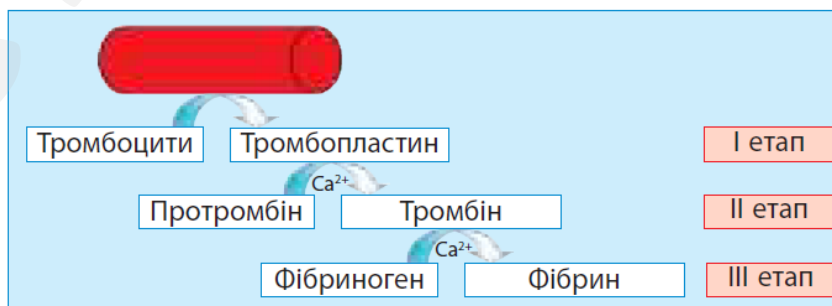 Тромбоцити Тромбопластин I етап
Ca²⁺
Протромбін Тромбін II етап
Ca²⁺
Фібриноген Фібрин III етап